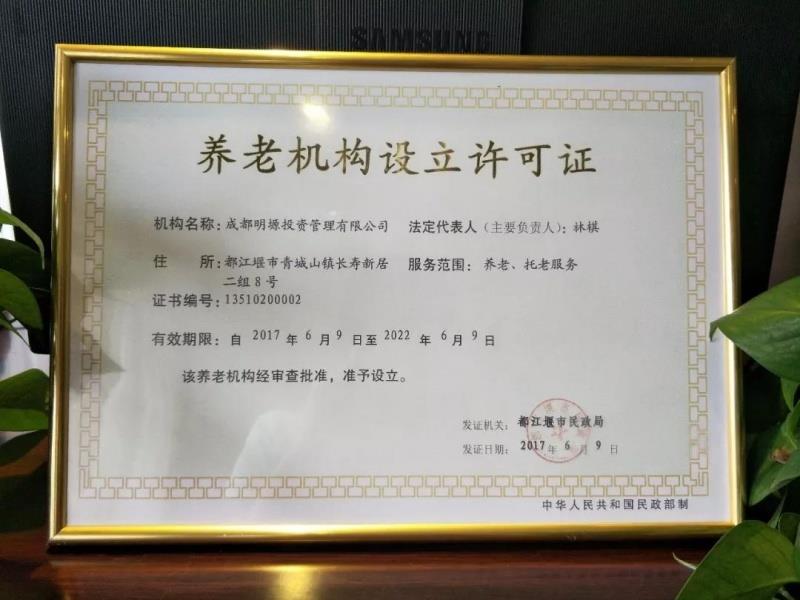 SAMSUNG
养老机构设立许可证
机构名称：成都明塬投资管理有限公司 法定代表人（主要负责人）：林棋
住 所：都江堰市青城山镇长寿新居 服务范围： 养老、托老服务
二组8号
证书编号：13510200002
有效期限：自 2017 年 6 月 9 日至 2022 年 6 月 9 日
该养老机构经审查批准，准予设立。
发证机关： 都江堰市民政局
发证日期： 2017 年 6 月 9 日
中华人民共和国民政部制